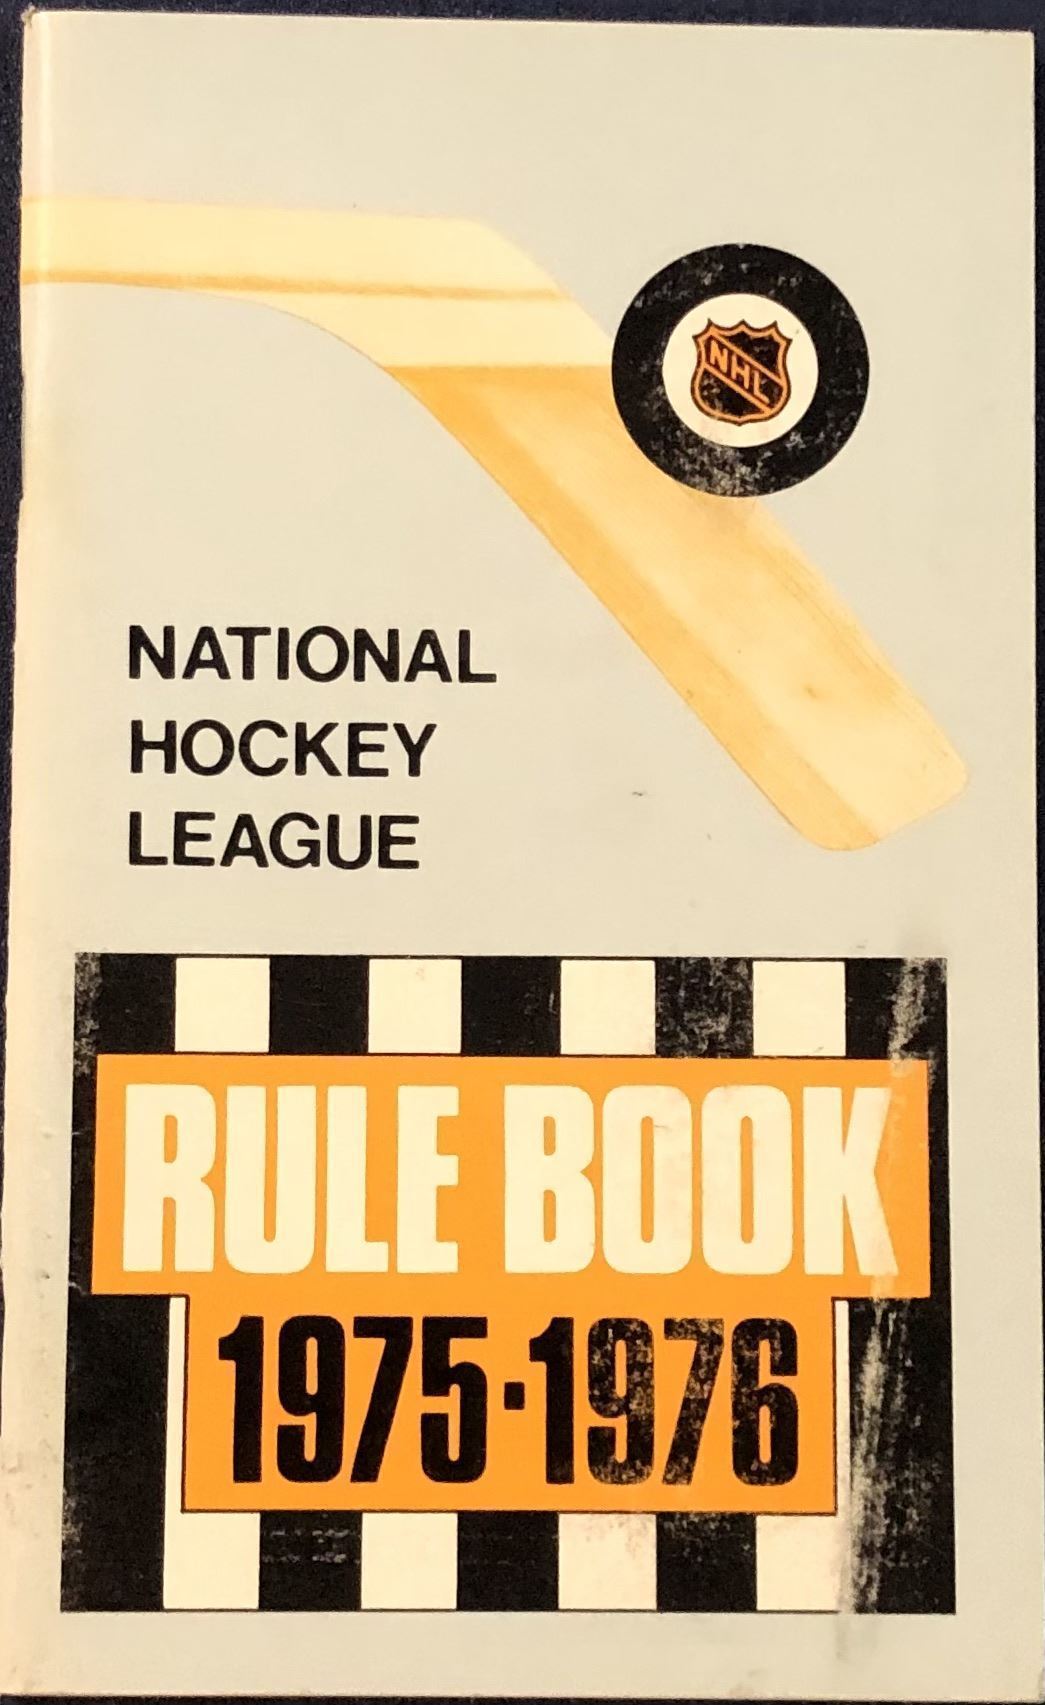 NHL
NATIONAL
HOCKEY
LEAGUE
RULE BOOK
1975·1976